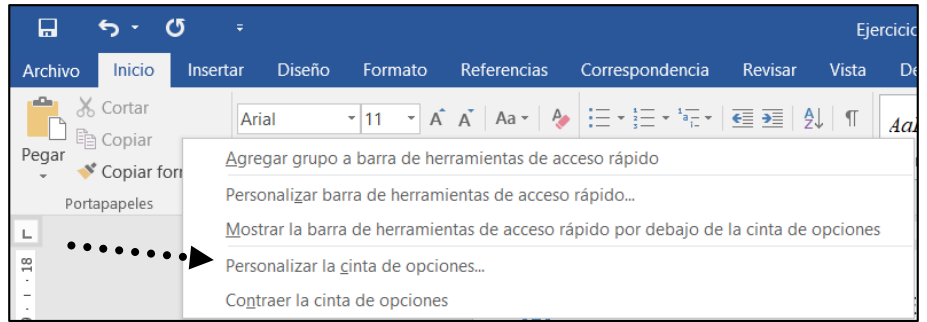 Ejercicio
Archivo Inicio Insertar Diseño Formato Referencias Correspondencia Revisar Vista De
Cortar
Copiar
Pegar
Copiar for
Portapapeles
Arial 11 A A Aa
AaI
Agregar grupo a barra de herramientas de acceso rápido
Personalizar barra de herramientas de acceso rápido...
Mostrar la barra de herramientas de acceso rápido por debajo de la cinta de opciones
Personalizar la cinta de opciones...
Contraer la cinta de opciones
L
18